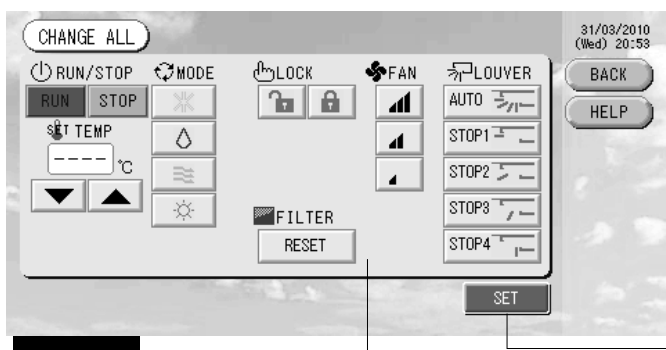 CHANGE ALL
31/03/2010
(Wed) 20:53
RUN/STOP MODE LOCK FAN LOUVER
RUN STOP
SET TEMP
----°C
AUTO
STOP1
STOP2
STOP3
STOP4
FILTER
RESET
BACK
HELP
SET